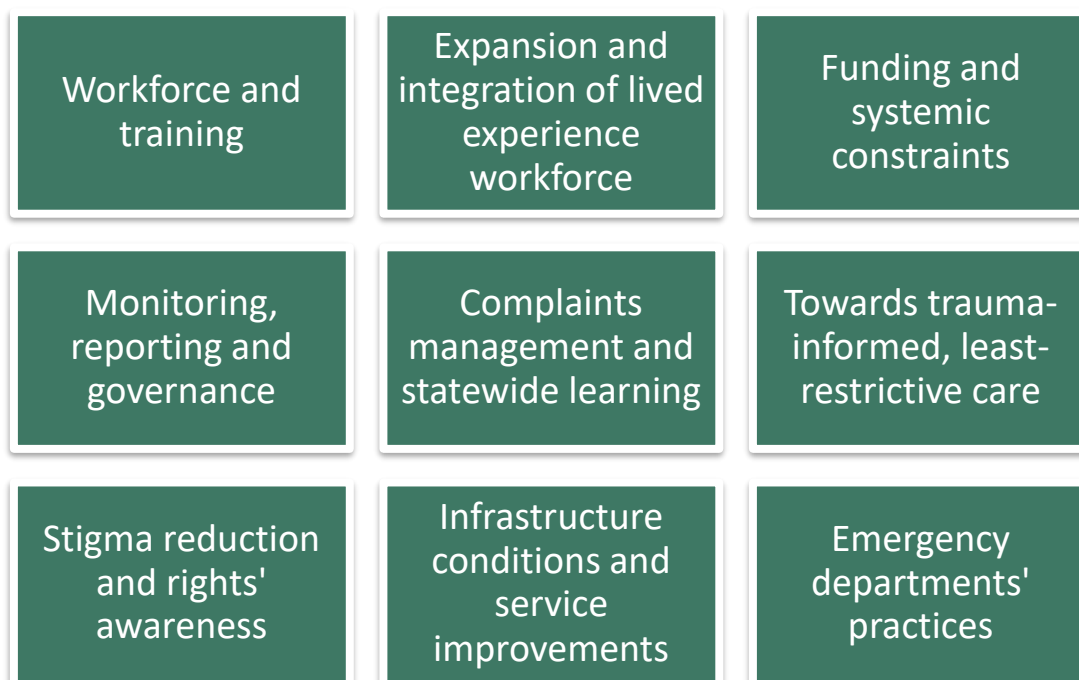 Workforce and
training
Expansion and
integration of lived
experience
workforce
Funding and
systemic
constraints
Monitoring,
reporting and
governance
Complaints
management and
statewide learning
Towards trauma-
informed, least-
restrictive care
Stigma reduction
and rights'
awareness
Infrastructure
conditions and
service
improvements
Emergency
departments'
practices